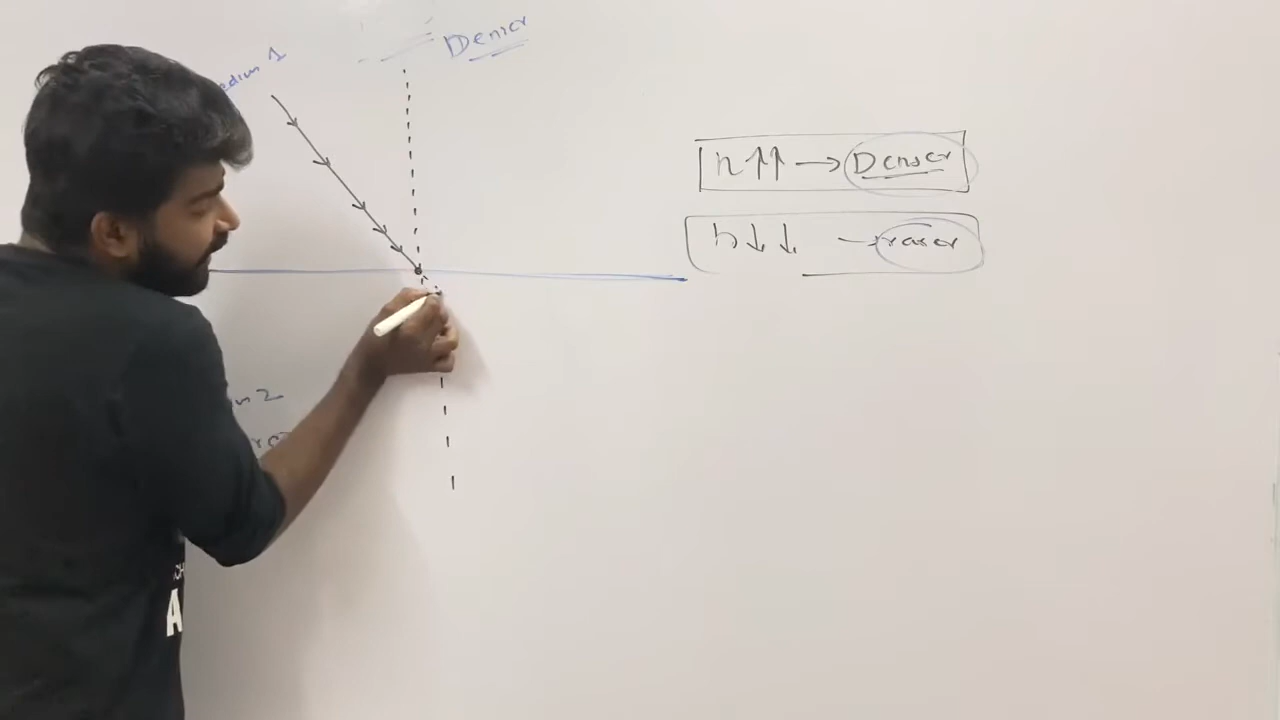 Denser
edium 1
n↑↑ → Denser
n↓↓ → rarer
m 2
A